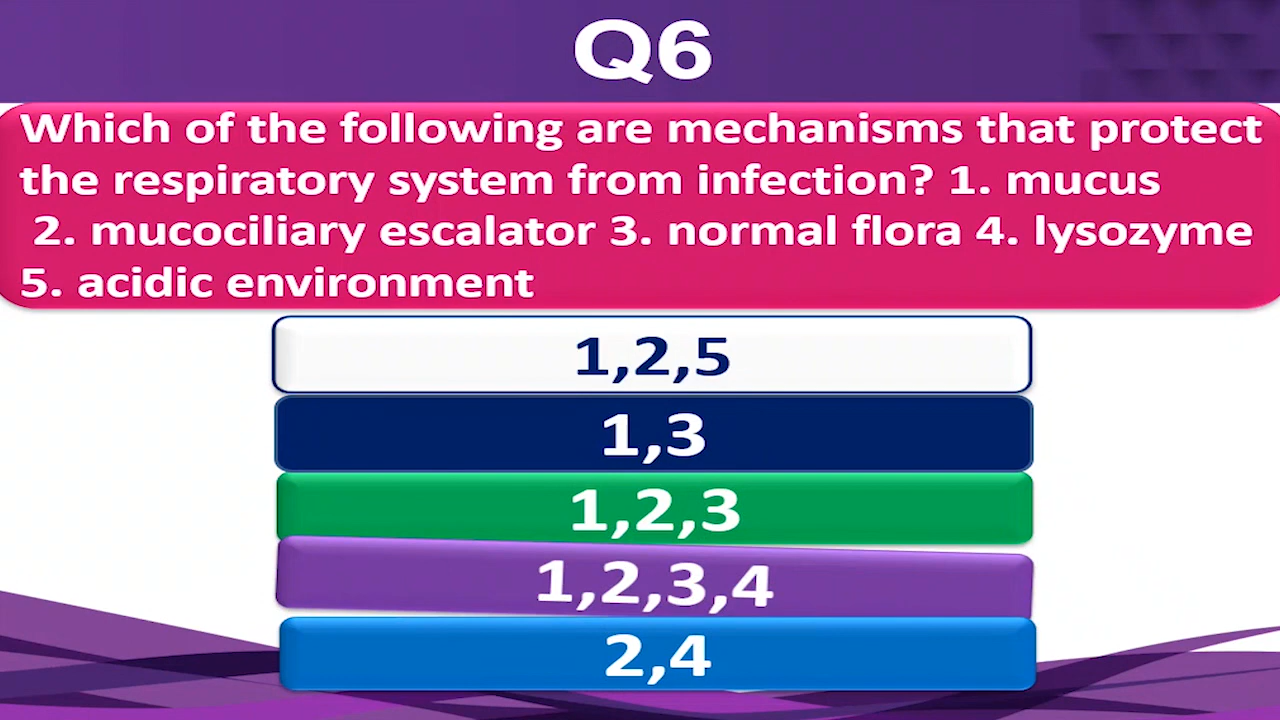 Q6
Which of the following are mechanisms that protect
the respiratory system from infection? 1. mucus
2. mucociliary escalator 3. normal flora 4. lysozyme
5. acidic environment
1,2,5
1,3
1,2,3
1,2,3,4
2,4